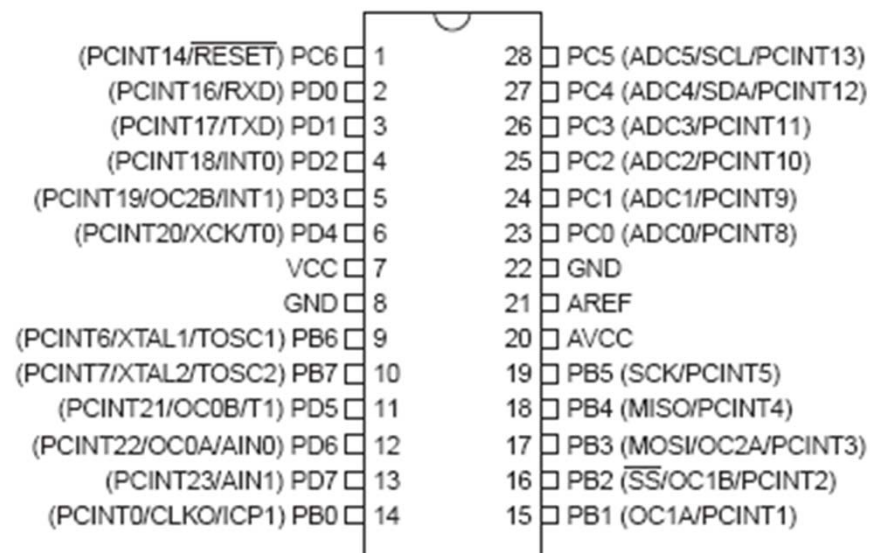 (PCINT14/RESET) PC6 1 28 PC5 (ADC5/SCL/PCINT13)
(PCINT16/RXD) PD0 2 27 PC4 (ADC4/SDA/PCINT12)
(PCINT17/TXD) PD1 3 26 PC3 (ADC3/PCINT11)
(PCINT18/INT0) PD2 4 25 PC2 (ADC2/PCINT10)
(PCINT19/OC2B/INT1) PD3 5 24 PC1 (ADC1/PCINT9)
(PCINT20/XCK/T0) PD4 6 23 PC0 (ADC0/PCINT8)
VCC 7 22 GND
GND 8 21 AREF
(PCINT6/XTAL1/TOSC1) PB6 9 20 AVCC
(PCINT7/XTAL2/TOSC2) PB7 10 19 PB5 (SCK/PCINT5)
(PCINT21/OC0B/T1) PD5 11 18 PB4 (MISO/PCINT4)
(PCINT22/OC0A/AIN0) PD6 12 17 PB3 (MOSI/OC2A/PCINT3)
(PCINT23/AIN1) PD7 13 16 PB2 (SS/OC1B/PCINT2)
(PCINT0/CLKO/ICP1) PB0 14 15 PB1 (OC1A/PCINT1)